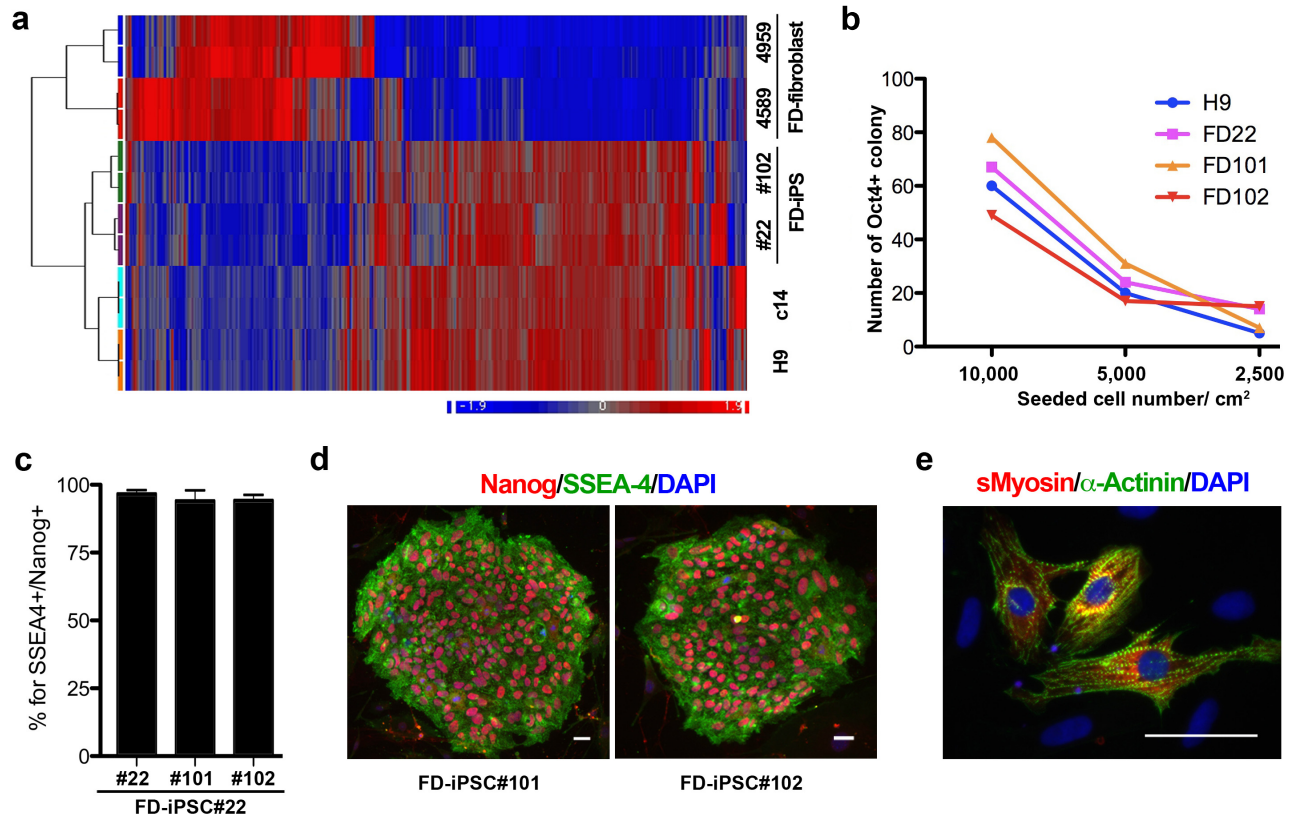 a
4959
4589
FD-fibroblast
#102
#22
FD-iPS
c14
H9
-1.9 0 1.9
b
Number of Oct4+ colony
100
80
60
40
20
0
10,000 5,000 2,500
Seeded cell number/ cm²
H9
FD22
FD101
FD102
c
% for SSEA4+/Nanog+
100
75
50
25
0
#22 #101 #102
FD-iPSC#22
d
Nanog/SSEA-4/DAPI
FD-iPSC#101 FD-iPSC#102
e
sMyosin/α-Actinin/DAPI